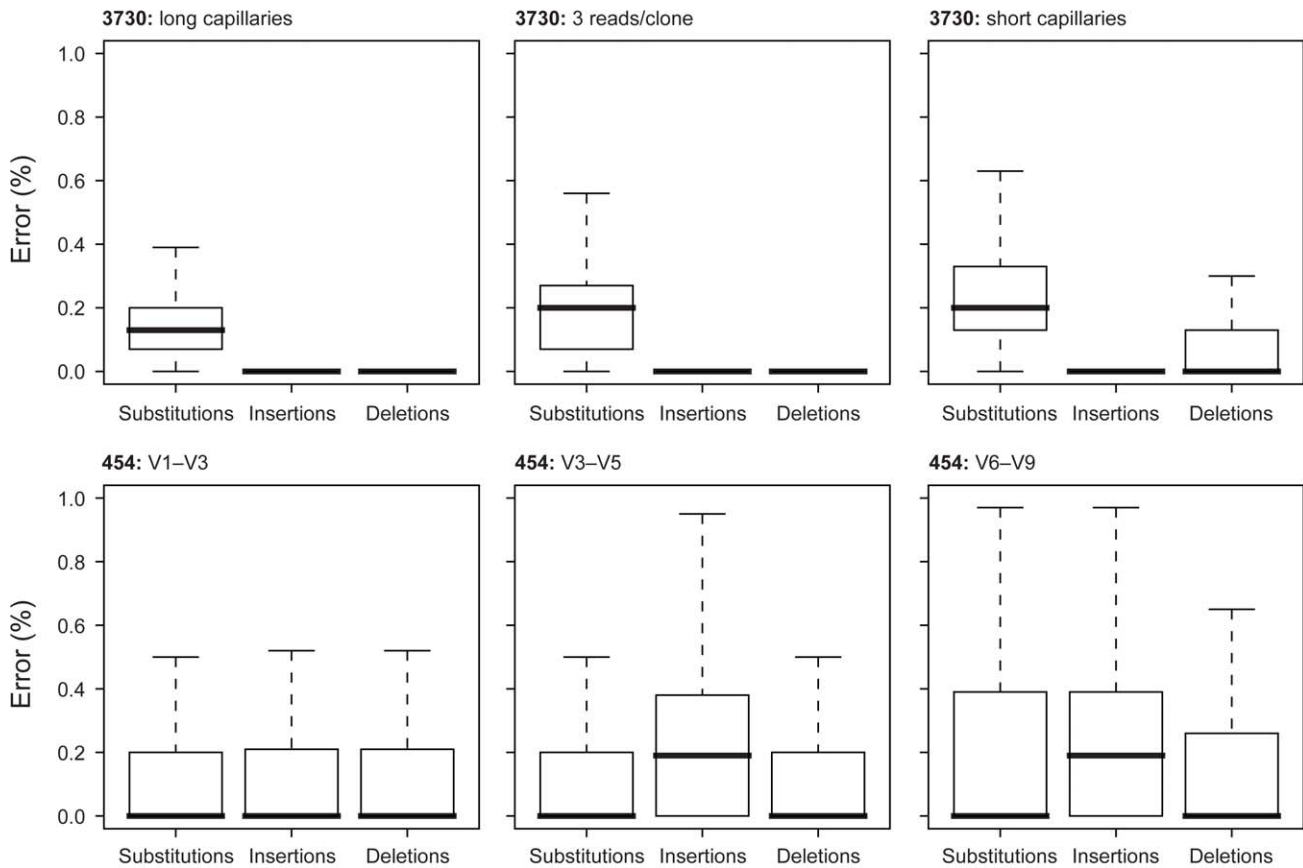 3730: long capillaries
3730: 3 reads/clone
3730: short capillaries
Error (%)
1.0
0.8
0.6
0.4
0.2
0.0
Substitutions Insertions Deletions
Substitutions Insertions Deletions
Substitutions Insertions Deletions
454: V1–V3
454: V3–V5
454: V6–V9
Error (%)
1.0
0.8
0.6
0.4
0.2
0.0
Substitutions Insertions Deletions
Substitutions Insertions Deletions
Substitutions Insertions Deletions